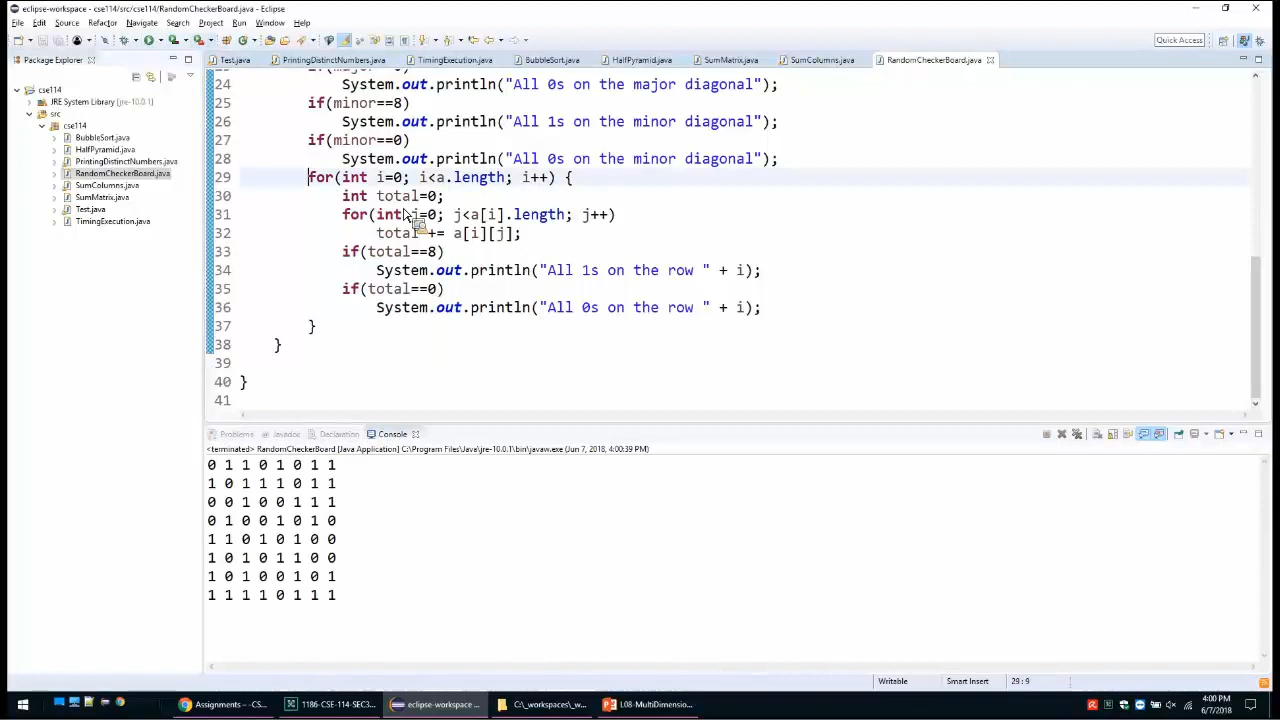 eclipse-workspace - cse114/src/cse114/RandomCheckerBoard.java - Eclipse
File Edit Source Refactor Navigate Search Project Run Window Help
Quick Access
Package Explorer
Test.java PrintingDistinctNumbers.java TimingExecution.java BubbleSort.java HalfPyramid.java SumMatrix.java SumColumns.java RandomCheckerBoard.java
cse114
JRE System Library [jre-10.0.1]
src
cse114
BubbleSort.java
HalfPyramid.java
PrintingDistinctNumbers.java
RandomCheckerBoard.java
SumColumns.java
SumMatrix.java
Test.java
TimingExecution.java
24 System.out.println("All 0s on the major diagonal");
25 if(minor==8)
26 System.out.println("All 1s on the minor diagonal");
27 if(minor==0)
28 System.out.println("All 0s on the minor diagonal");
29 for(int i=0; i<a.length; i++) {
30 int total=0;
31 for(int j=0; j<a[i].length; j++)
32 total += a[i][j];
33 if(total==8)
34 System.out.println("All 1s on the row " + i);
35 if(total==0)
36 System.out.println("All 0s on the row " + i);
37 }
38 }
39
40 }
41
Problems Javadoc Declaration Console
<terminated> RandomCheckerBoard [Java Application] C:\Program Files\Java\jre-10.0.1\bin\javaw.exe (Jun 7, 2018, 4:00:39 PM)
0 1 1 0 1 0 1 1
1 0 1 1 1 0 1 1
0 0 1 0 0 1 1 1
0 1 0 0 1 0 1 0
1 1 0 1 0 1 0 0
1 0 1 0 1 1 0 0
1 0 1 0 0 1 0 1
1 1 1 1 0 1 1 1
Writable Smart Insert 29 : 9
Assignments – -CS... 1186-CSE-114-SEC3... eclipse-workspace ... C:\_workspaces\_w... L08-MultiDimensio...
4:00 PM
6/7/2018